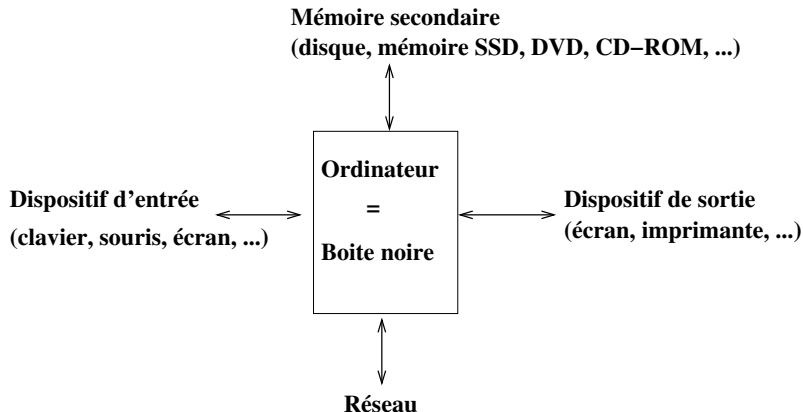 Mémoire secondaire
(disque, mémoire SSD, DVD, CD−ROM, ...)
Dispositif d'entrée
(clavier, souris, écran, ...)
Ordinateur
=
Boite noire
Dispositif de sortie
(écran, imprimante, ...)
Réseau